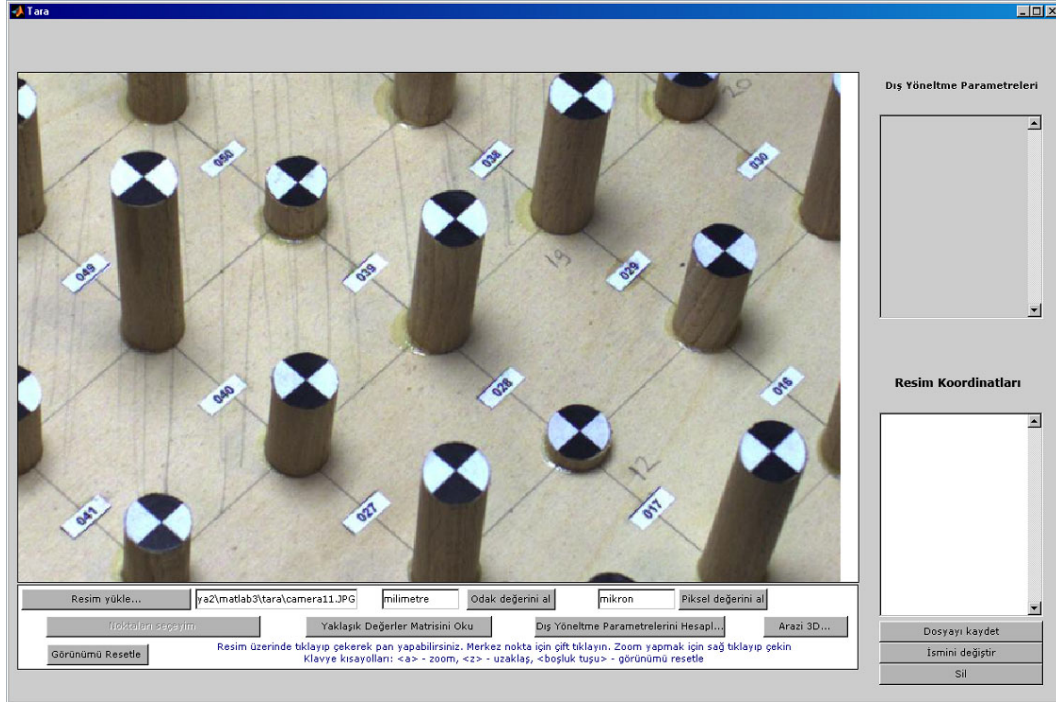 Tara
20
050
038
030
Dış Yöneltme Parametreleri
049
039
19
029
040
028
016
Resim Koordinatları
12
041
027
017
Resim yükle...
ya2\matlab3\tara\camera11.JPG
milimetre
Odak değerini al
mikron
Piksel değerini al
Noktaları seçeyim
Yaklaşık Değerler Matrisini Oku
Dış Yöneltme Parametrelerini Hesapl...
Arazi 3D...
Görünümü Resetle
Resim üzerinde tıklayıp çekerek pan yapabilirsiniz. Merkez nokta için çift tıklayın. Zoom yapmak için sağ tıklayıp çekin
Klavye kısayolları: <a> - zoom, <z> - uzaklaş, <boşluk tuşu> - görünümü resetle
Dosyayı kaydet
İsmini değiştir
Sil